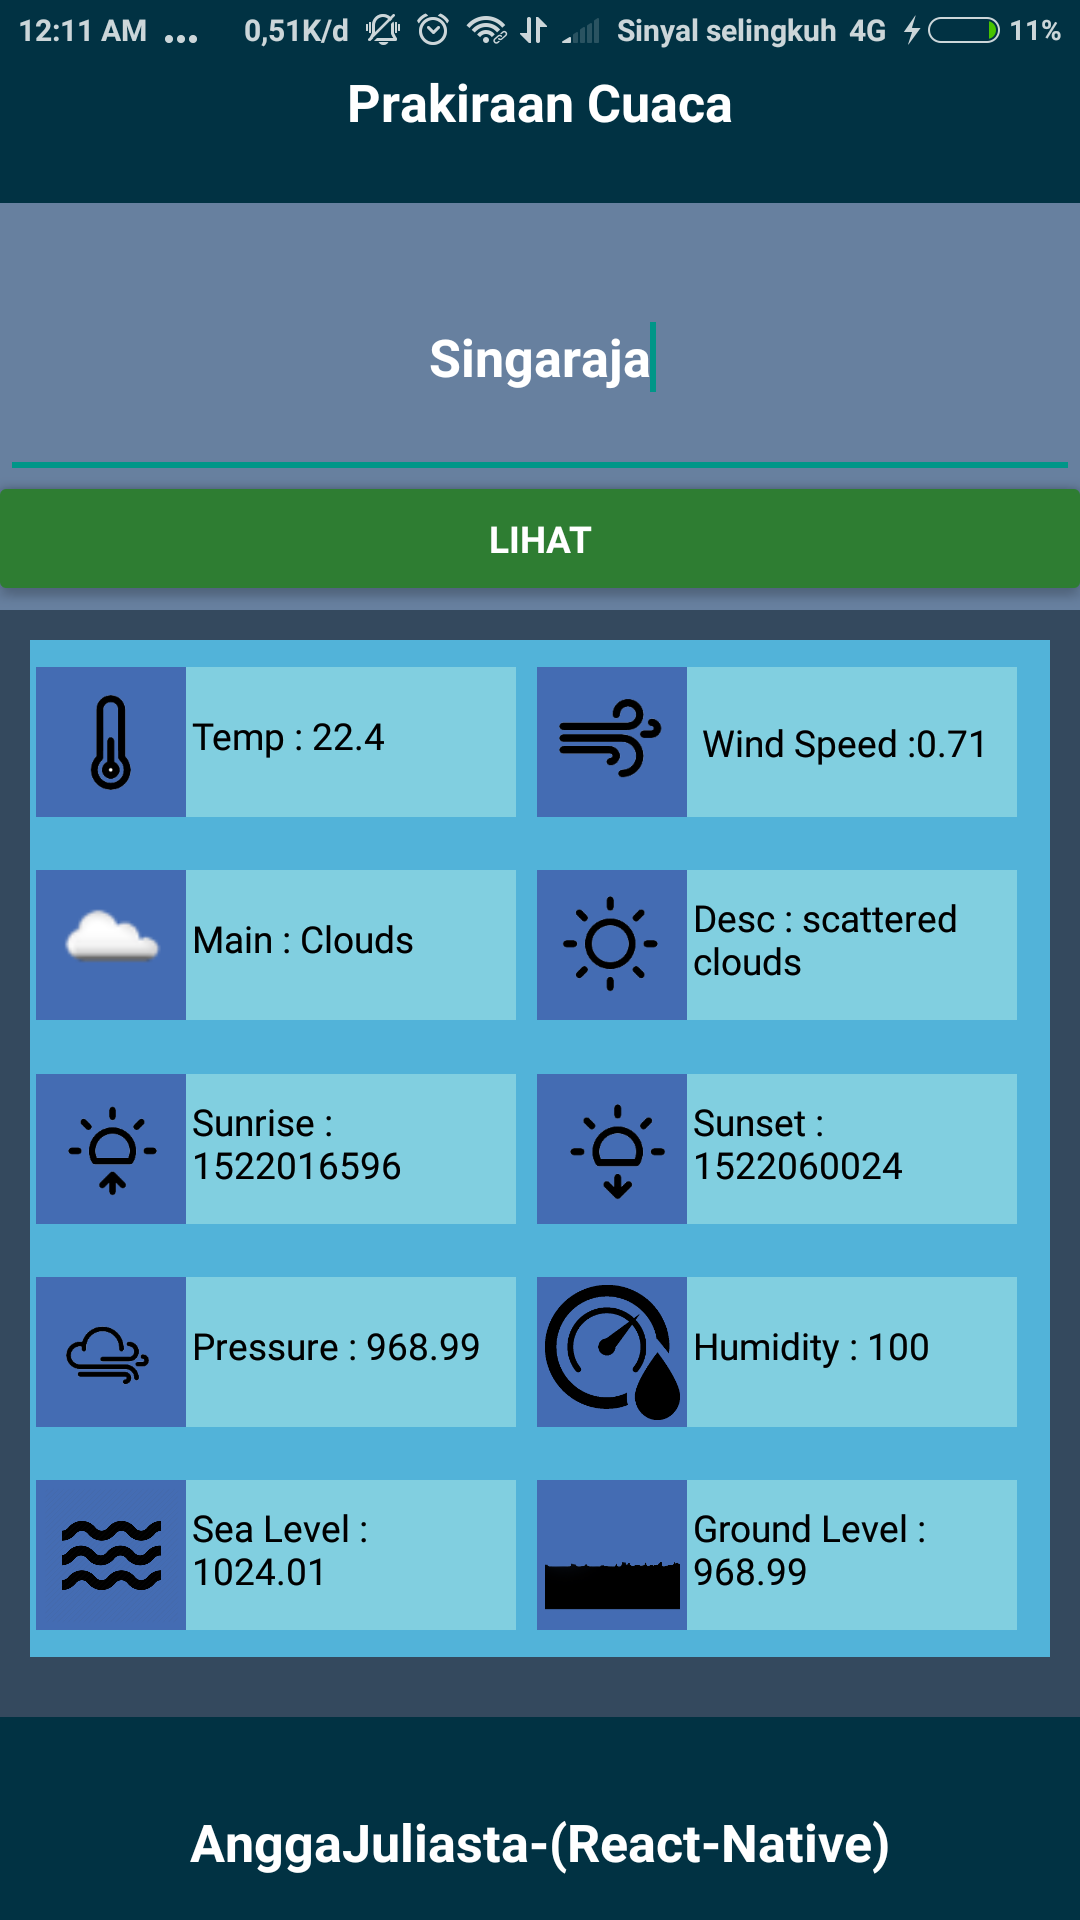 12:11 AM ... 0,51K/d Sinyal selingkuh 4G 11%
Prakiraan Cuaca
Singaraja
LIHAT
Temp : 22.4
Wind Speed :0.71
Main : Clouds
Desc : scattered
clouds
Sunrise :
1522016596
Sunset :
1522060024
Pressure : 968.99
Humidity : 100
Sea Level :
1024.01
Ground Level :
968.99
AnggaJuliasta-(React-Native)